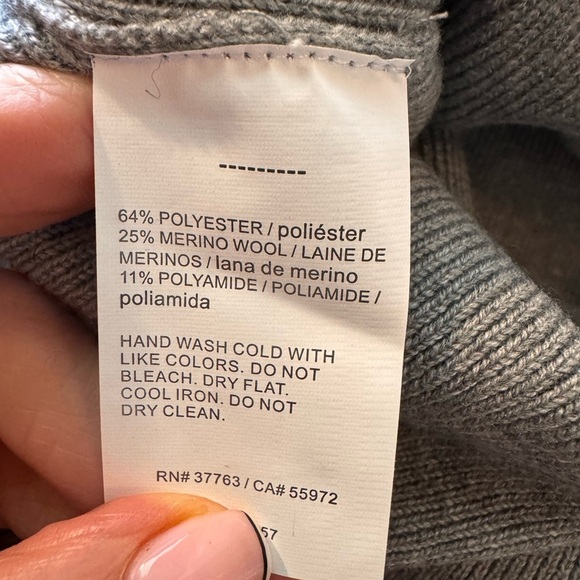 ---------
64% POLYESTER / poliéster
25% MERINO WOOL / LAINE DE
MERINOS / lana de merino
11% POLYAMIDE / POLIAMIDE /
poliamida
HAND WASH COLD WITH
LIKE COLORS. DO NOT
BLEACH. DRY FLAT.
COOL IRON. DO NOT
DRY CLEAN.
RN# 37763 / CA# 55972
57